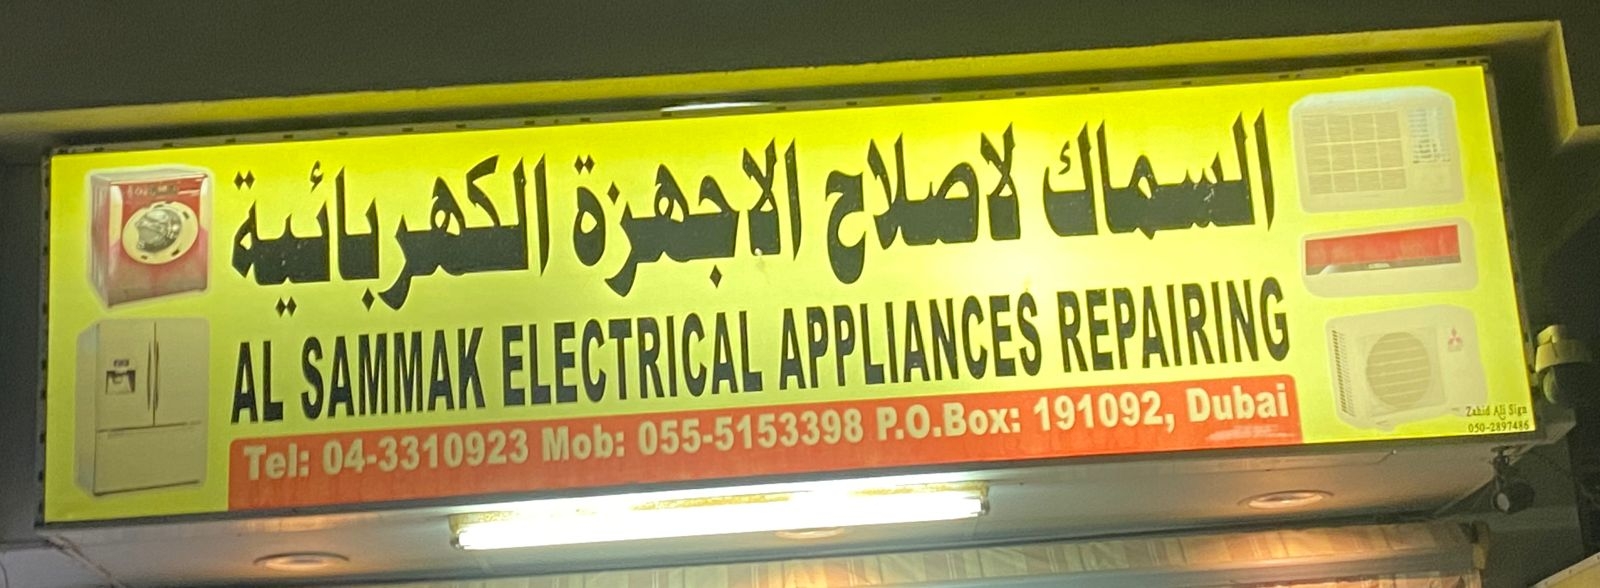 السماك لاصلاح الاجهزة الكهربائية
AL SAMMAK ELECTRICAL APPLIANCES REPAIRING
Tel: 04-3310923 Mob: 055-5153398 P.O.Box: 191092, Dubai
Zahid Ali Sign
050-2897486